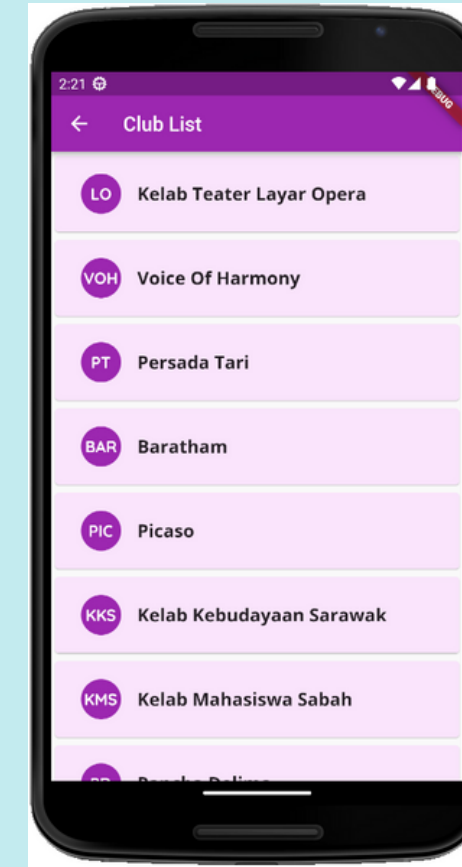 2:21
DEBUG
Club List
LO Kelab Teater Layar Opera
VOH Voice Of Harmony
PT Persada Tari
BAR Baratham
PIC Picaso
KKS Kelab Kebudayaan Sarawak
KMS Kelab Mahasiswa Sabah